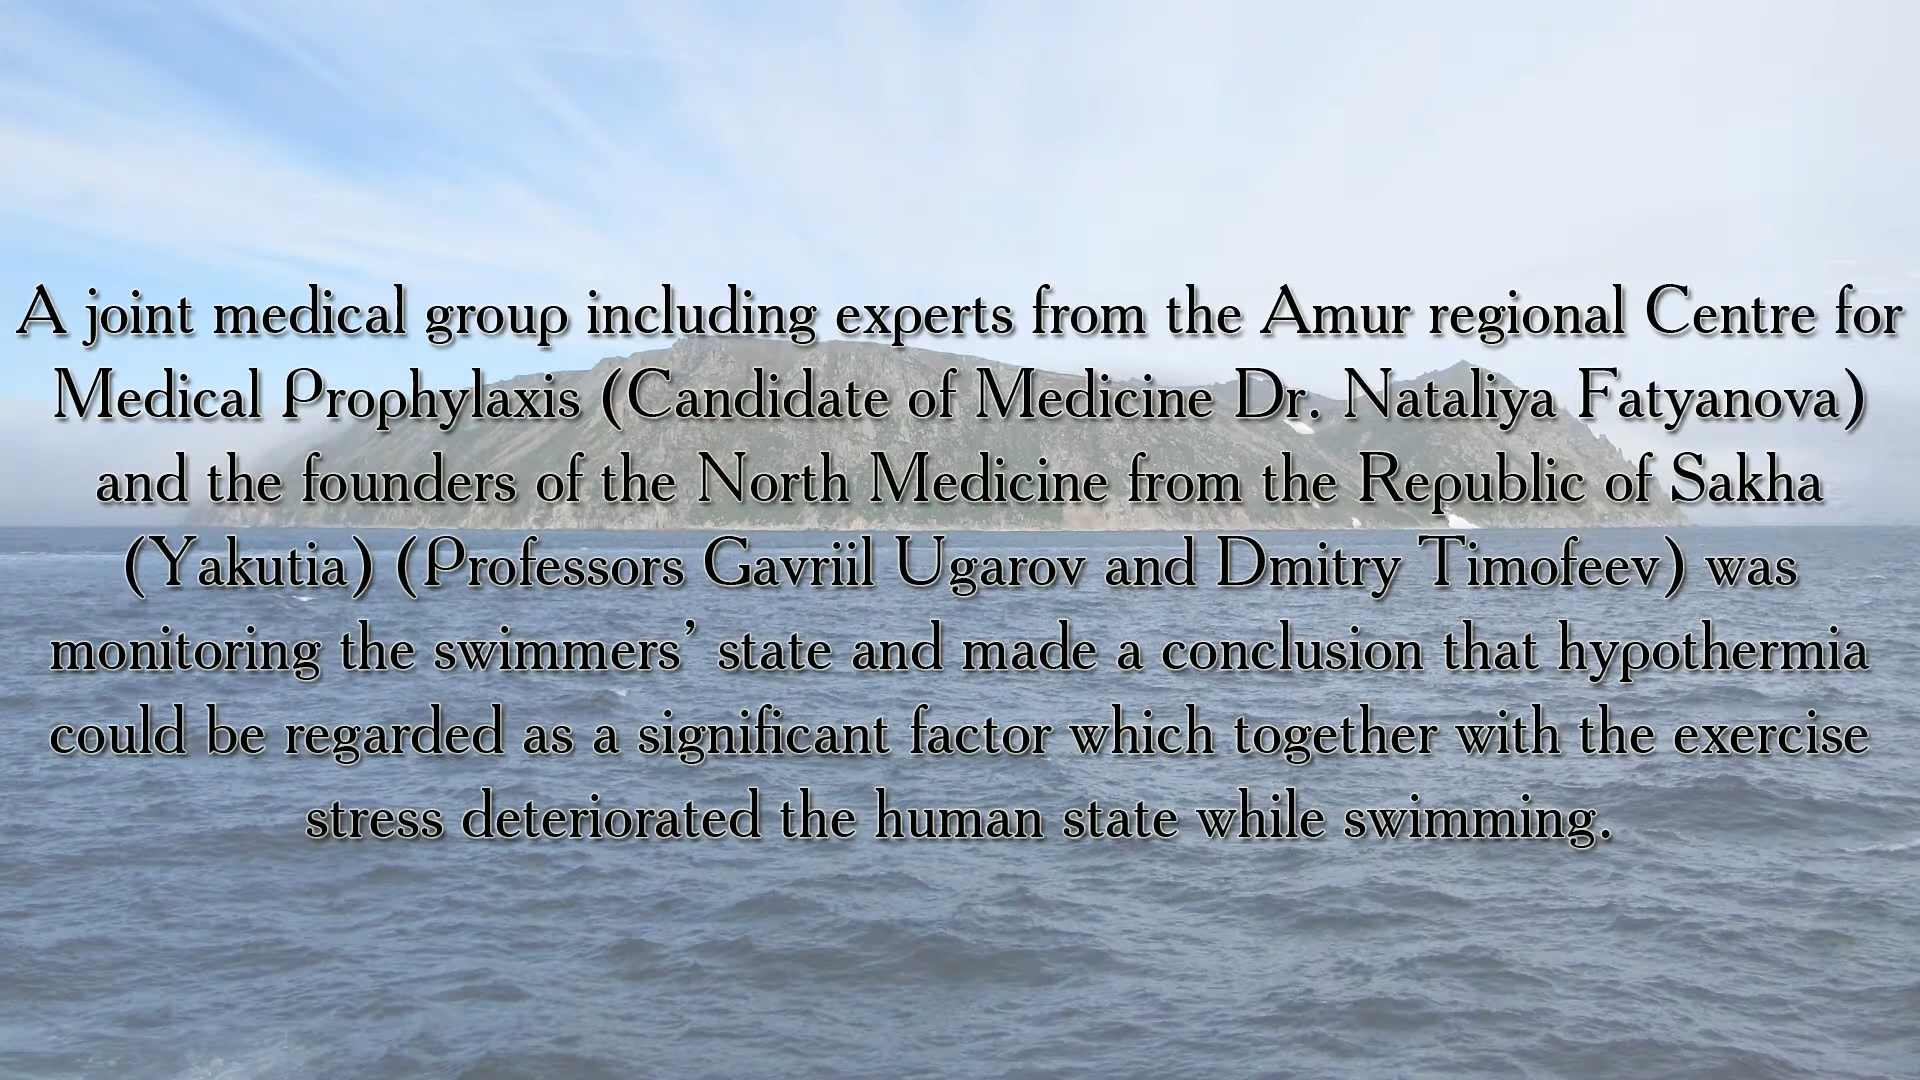 A joint medical group including experts from the Amur regional Centre for
Medical Prophylaxis (Candidate of Medicine Dr. Nataliya Fatyanova)
and the founders of the North Medicine from the Republic of Sakha
(Yakutia) (Professors Gavriil Ugarov and Dmitry Timofeev) was
monitoring the swimmers’ state and made a conclusion that hypothermia
could be regarded as a significant factor which together with the exercise
stress deteriorated the human state while swimming.